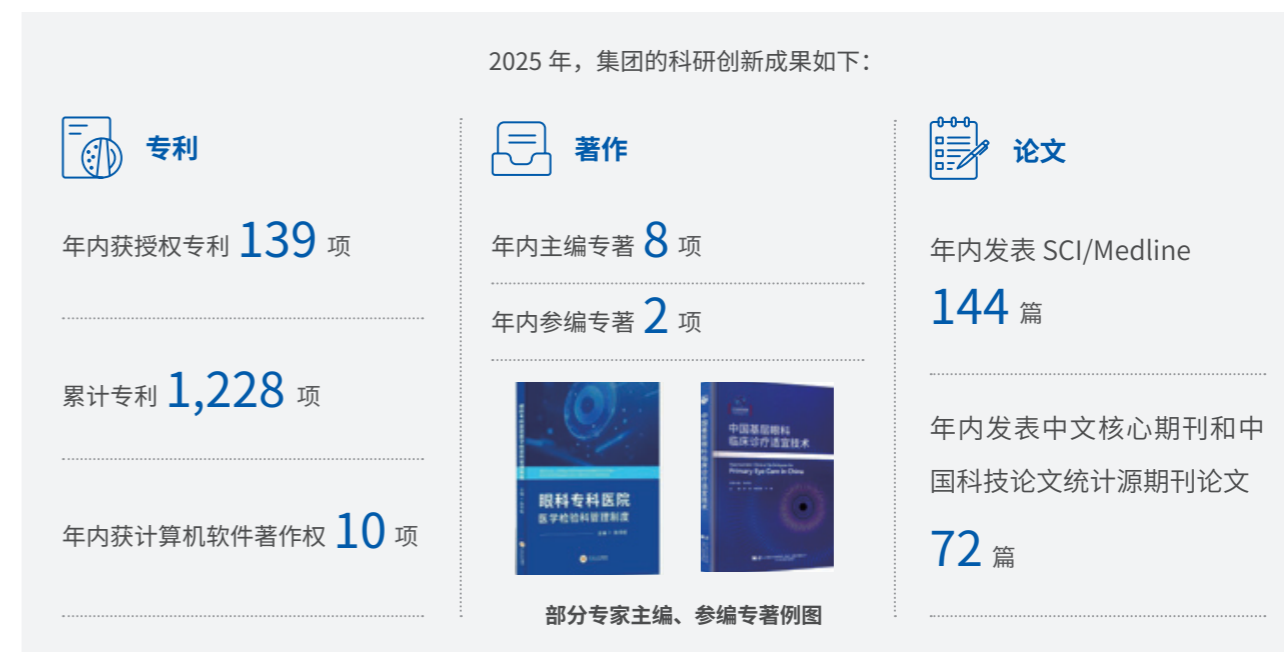 2025 年，集团的科研创新成果如下：
专利
年内获授权专利 139 项
累计专利 1,228 项
年内获计算机软件著作权 10 项
著作
年内主编专著 8 项
年内参编专著 2 项
眼科专科医院
医学检验科管理制度
中国基层眼科
临床诊疗适宜技术
Primary Eye Care in China
部分专家主编、参编专著例图
论文
年内发表 SCI/Medline
144 篇
年内发表中文核心期刊和中
国科技论文统计源期刊论文
72 篇